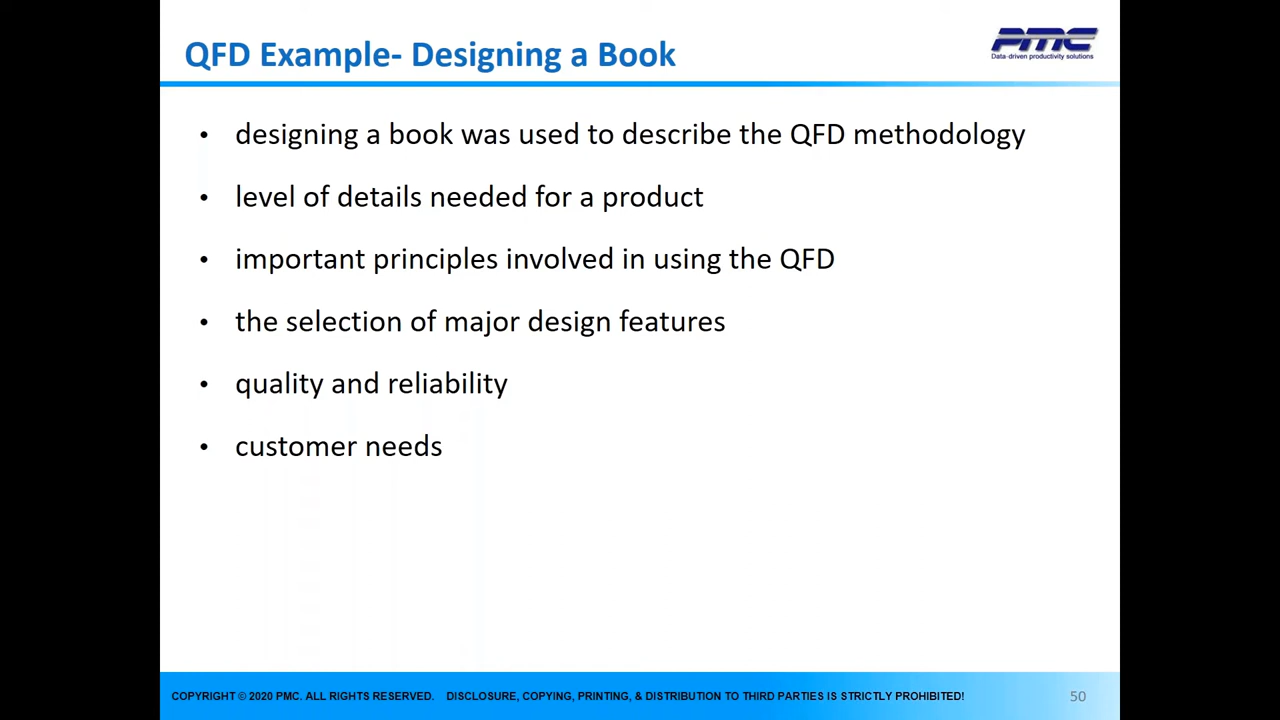 QFD Example- Designing a Book
PMC
Data-driven productivity solutions
• designing a book was used to describe the QFD methodology
• level of details needed for a product
• important principles involved in using the QFD
• the selection of major design features
• quality and reliability
• customer needs
COPYRIGHT © 2020 PMC. ALL RIGHTS RESERVED. DISCLOSURE, COPYING, PRINTING, & DISTRIBUTION TO THIRD PARTIES IS STRICTLY PROHIBITED! 50